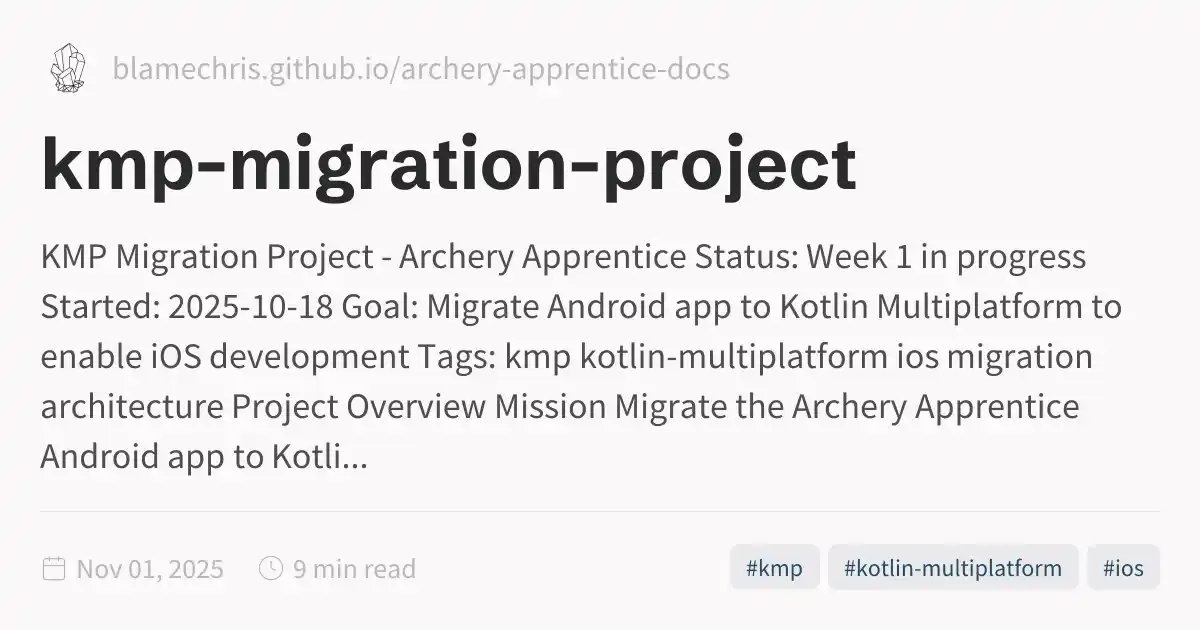 blamechris.github.io/archery-apprentice-docs
kmp-migration-project
KMP Migration Project - Archery Apprentice Status: Week 1 in progress
Started: 2025-10-18 Goal: Migrate Android app to Kotlin Multiplatform to
enable iOS development Tags: kmp kotlin-multiplatform ios migration
architecture Project Overview Mission Migrate the Archery Apprentice
Android app to Kotli...
Nov 01, 2025 9 min read #kmp #kotlin-multiplatform #ios